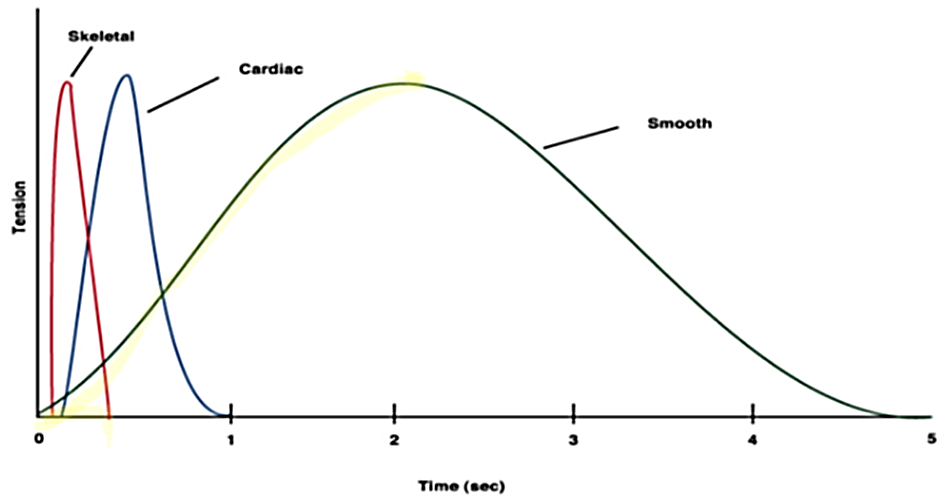 Skeletal
Cardiac
Smooth
Tension
0 1 2 3 4 5
Time (sec)